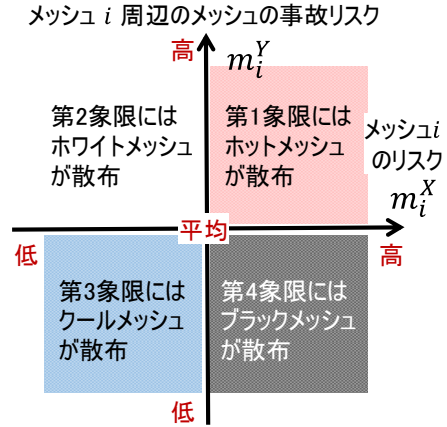 メッシュ i 周辺のメッシュの事故リスク
高
m_i^Y
第2象限には
ホワイトメッシュ
が散布
第1象限には
ホットメッシュ
が散布
メッシュi
のリスク
m_i^X
平均
低
高
第3象限には
クールメッシュ
が散布
第4象限には
ブラックメッシュ
が散布
低